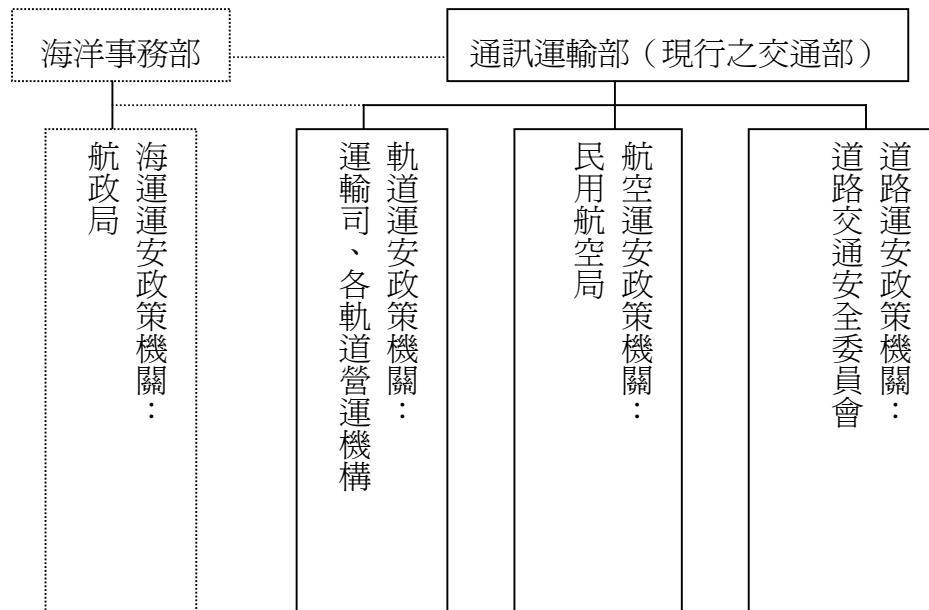 海洋事務部
通訊運輸部（現行之交通部）
海運運安政策機關：
航政局
軌道運安政策機關：
運輸司、各軌道營運機構
航空運安政策機關：
民用航空局
道路運安政策機關：
道路交通安全委員會